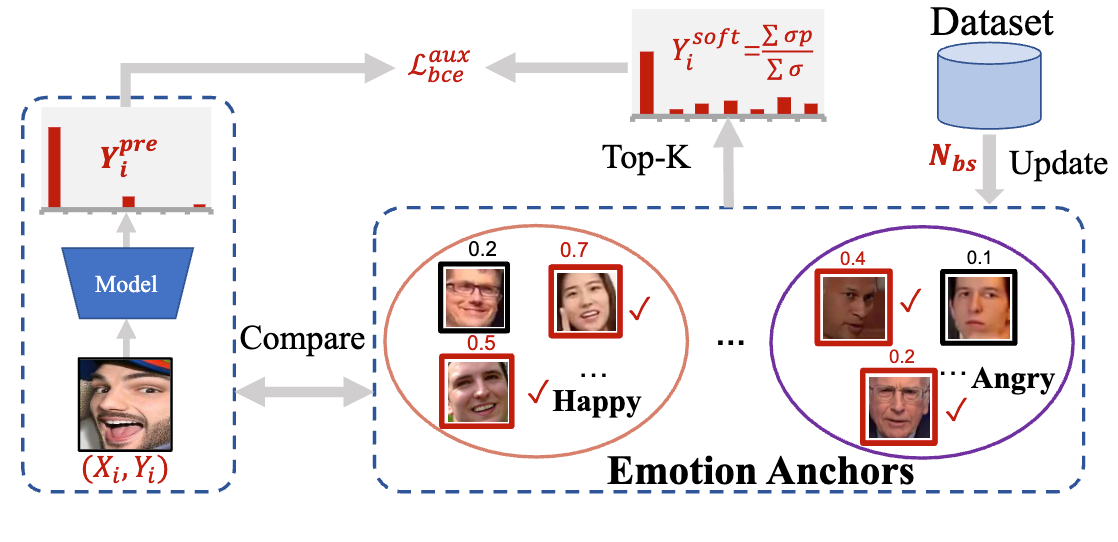 Dataset
$\mathcal{L}_{bce}^{aux}$
$Y_i^{soft} = \frac{\sum \sigma p}{\sum \sigma}$
$Y_i^{pre}$
Top-K
$N_{bs}$ Update
Model
Compare
0.2
0.7
✓
0.5
✓
...
Happy
...
0.4
✓
0.1
0.2
✓
... Angry
$(X_i, Y_i)$
Emotion Anchors